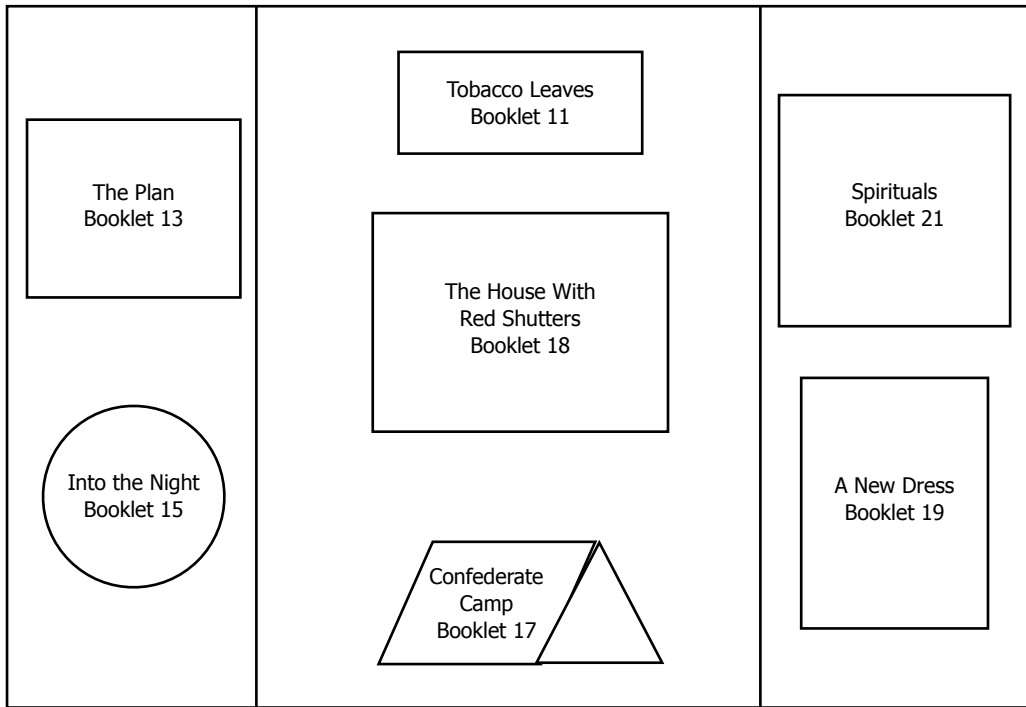 The Plan
Booklet 13
Into the Night
Booklet 15
Tobacco Leaves
Booklet 11
The House With
Red Shutters
Booklet 18
Confederate
Camp
Booklet 17
Spirituals
Booklet 21
A New Dress
Booklet 19